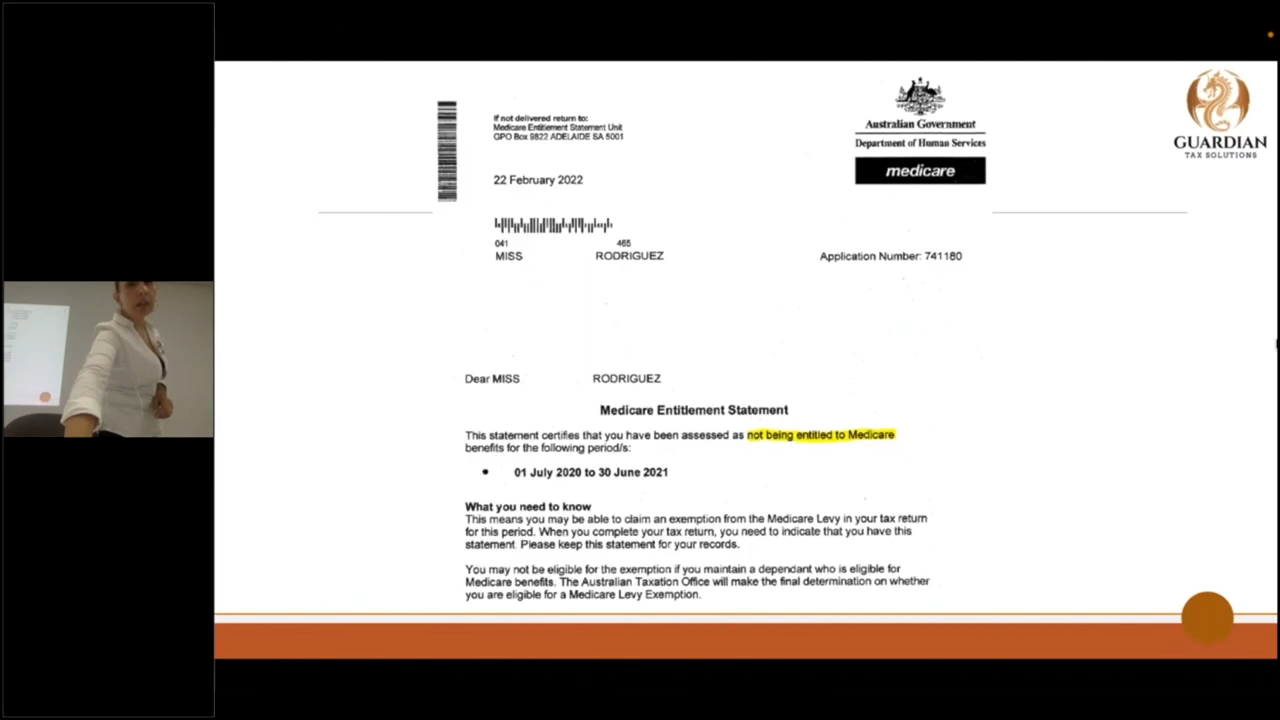 If not delivered return to:
Medicare Entitlement Statement Unit
GPO Box 9822 ADELAIDE SA 5001
22 February 2022
Australian Government
Department of Human Services
medicare
GUARDIAN
TAX SOLUTIONS
041 465
MISS RODRIGUEZ
Application Number: 741180
Dear MISS RODRIGUEZ
Medicare Entitlement Statement
This statement certifies that you have been assessed as not being entitled to Medicare
benefits for the following period/s:
• 01 July 2020 to 30 June 2021
What you need to know
This means you may be able to claim an exemption from the Medicare Levy in your tax return
for this period. When you complete your tax return, you need to indicate that you have this
statement. Please keep this statement for your records.
You may not be eligible for the exemption if you maintain a dependant who is eligible for
Medicare benefits. The Australian Taxation Office will make the final determination on whether
you are eligible for a Medicare Levy Exemption.